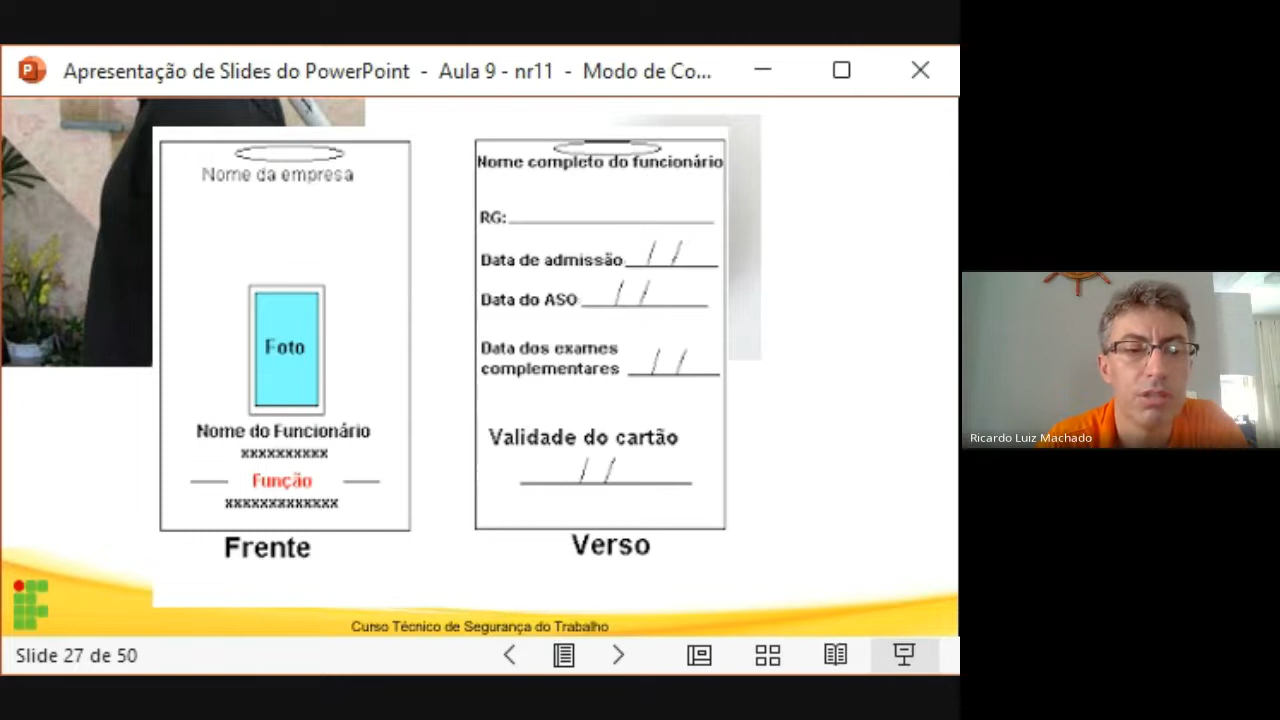 Apresentação de Slides do PowerPoint - Aula 9 - nr11 - Modo de Co...
Nome da empresa
Foto
Nome do Funcionário
xxxxxxxxxx
Função
xxxxxxxxxxxxx
Frente
Nome completo do funcionário
RG:
Data de admissão / /
Data do ASO / /
Data dos exames
complementares / /
Validade do cartão
/ /
Verso
Curso Técnico de Segurança do Trabalho
Slide 27 de 50
Ricardo Luiz Machado